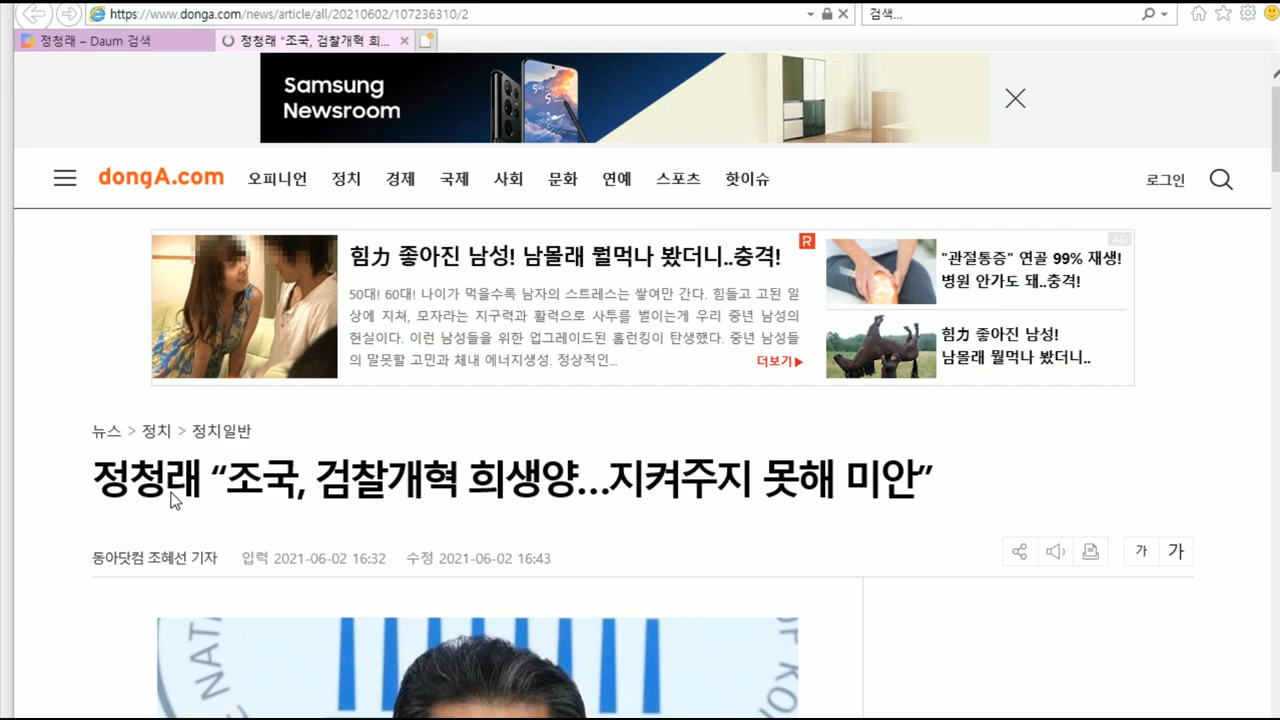 https://www.donga.com/news/article/all/20210602/107236310/2
검색...
정청래 – Daum 검색
정청래 “조국, 검찰개혁 희...
Samsung
Newsroom
dongA.com
오피니언 정치 경제 국제 사회 문화 연예 스포츠 핫이슈
로그인
힘力 좋아진 남성! 남몰래 뭘먹나 봤더니..충격!
R
50대! 60대! 나이가 먹을수록 남자의 스트레스는 쌓여만 간다. 힘들고 고된 일
상에 지쳐, 모자라는 지구력과 활력으로 사투를 벌이는게 우리 중년 남성의
현실이다. 이런 남성들을 위한 업그레이드된 홀런킹이 탄생했다. 중년 남성들
의 말못할 고민과 체내 에너지생성. 정상적인...
더보기▶
AD
"관절통증" 연골 99% 재생!
병원 안가도 돼..충격!
힘力 좋아진 남성!
남몰래 뭘먹나 봤더니..
뉴스 > 정치 > 정치일반
정청래 “조국, 검찰개혁 희생양…지켜주지 못해 미안”
동아닷컴 조혜선 기자 입력 2021-06-02 16:32 수정 2021-06-02 16:43
가 가